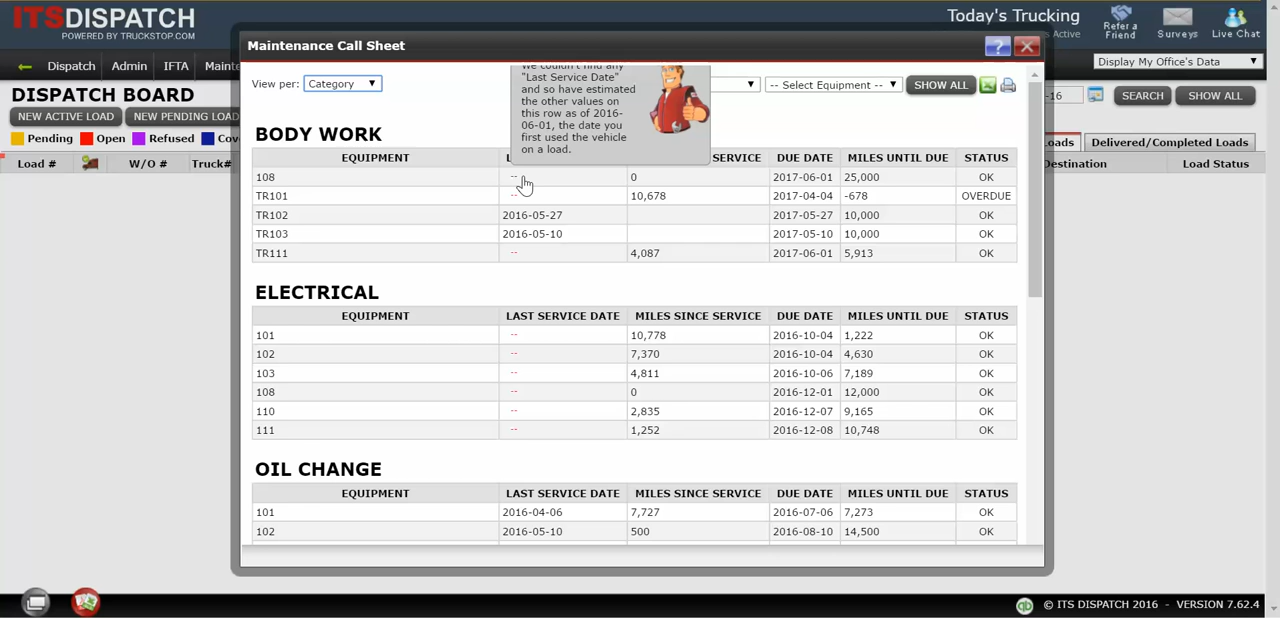 ITSDISPATCH
POWERED BY TRUCKSTOP.COM
Today's Trucking
Active
Refer a
Friend
Surveys
Live Chat
Dispatch
Admin
IFTA
Display My Office's Data
DISPATCH BOARD
NEW ACTIVE LOAD
NEW PENDING LOAD
-16
SEARCH
SHOW ALL
Pending
Open
Refused
Delivered/Completed Loads
Load #
W/O #
Truck#
Destination
Load Status
Maintenance Call Sheet
?
View per:
Category
-- Select Equipment --
SHOW ALL
We couldn't find any
"Last Service Date"
and so have estimated
the other values on
this row as of 2016-
06-01, the date you
first used the vehicle
on a load.
BODY WORK
EQUIPMENT SERVICE DUE DATE MILES UNTIL DUE STATUS
108 -- 0 2017-06-01 25,000 OK
TR101 -- 10,678 2017-04-04 -678 OVERDUE
TR102 2016-05-27 2017-05-27 10,000 OK
TR103 2016-05-10 2017-05-10 10,000 OK
TR111 -- 4,087 2017-06-01 5,913 OK
ELECTRICAL
EQUIPMENT LAST SERVICE DATE MILES SINCE SERVICE DUE DATE MILES UNTIL DUE STATUS
101 -- 10,778 2016-10-04 1,222 OK
102 -- 7,370 2016-10-04 4,630 OK
103 -- 4,811 2016-10-06 7,189 OK
108 -- 0 2016-12-01 12,000 OK
110 -- 2,835 2016-12-07 9,165 OK
111 -- 1,252 2016-12-08 10,748 OK
OIL CHANGE
EQUIPMENT LAST SERVICE DATE MILES SINCE SERVICE DUE DATE MILES UNTIL DUE STATUS
101 2016-04-06 7,727 2016-07-06 7,273 OK
102 2016-05-10 500 2016-08-10 14,500 OK
qb
© ITS DISPATCH 2016 - VERSION 7.62.4